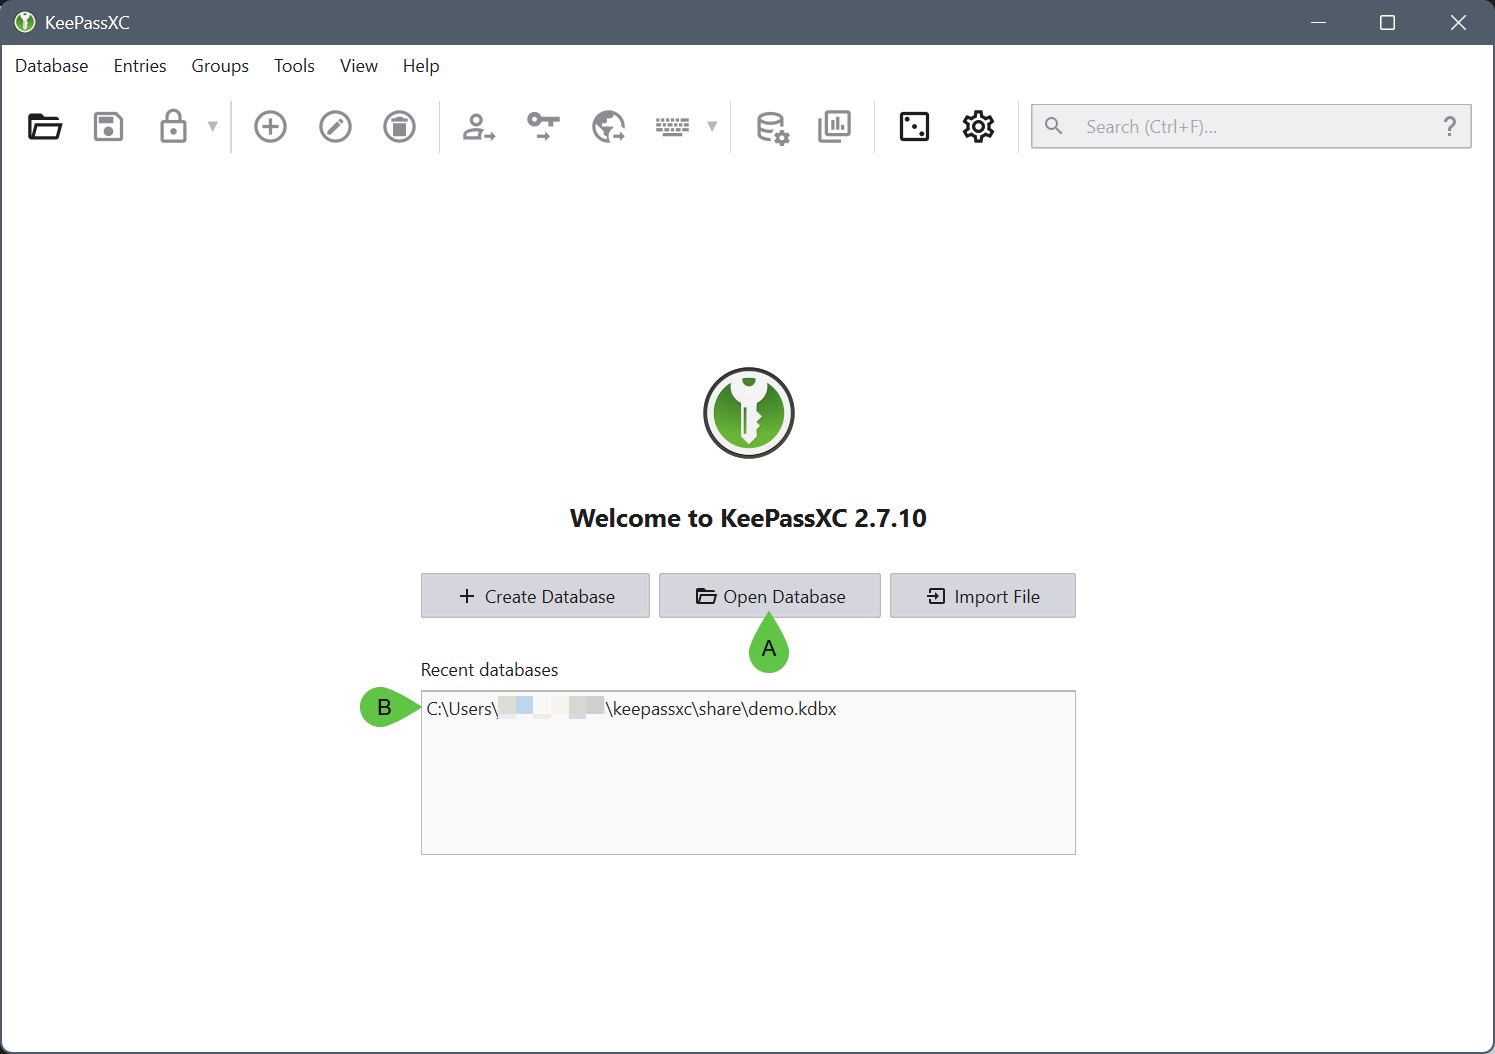 KeePassXC
Database Entries Groups Tools View Help
Search (Ctrl+F)... ?
Welcome to KeePassXC 2.7.10
+ Create Database Open Database Import File
A
Recent databases
B C:\Users\ \keepassxc\share\demo.kdbx